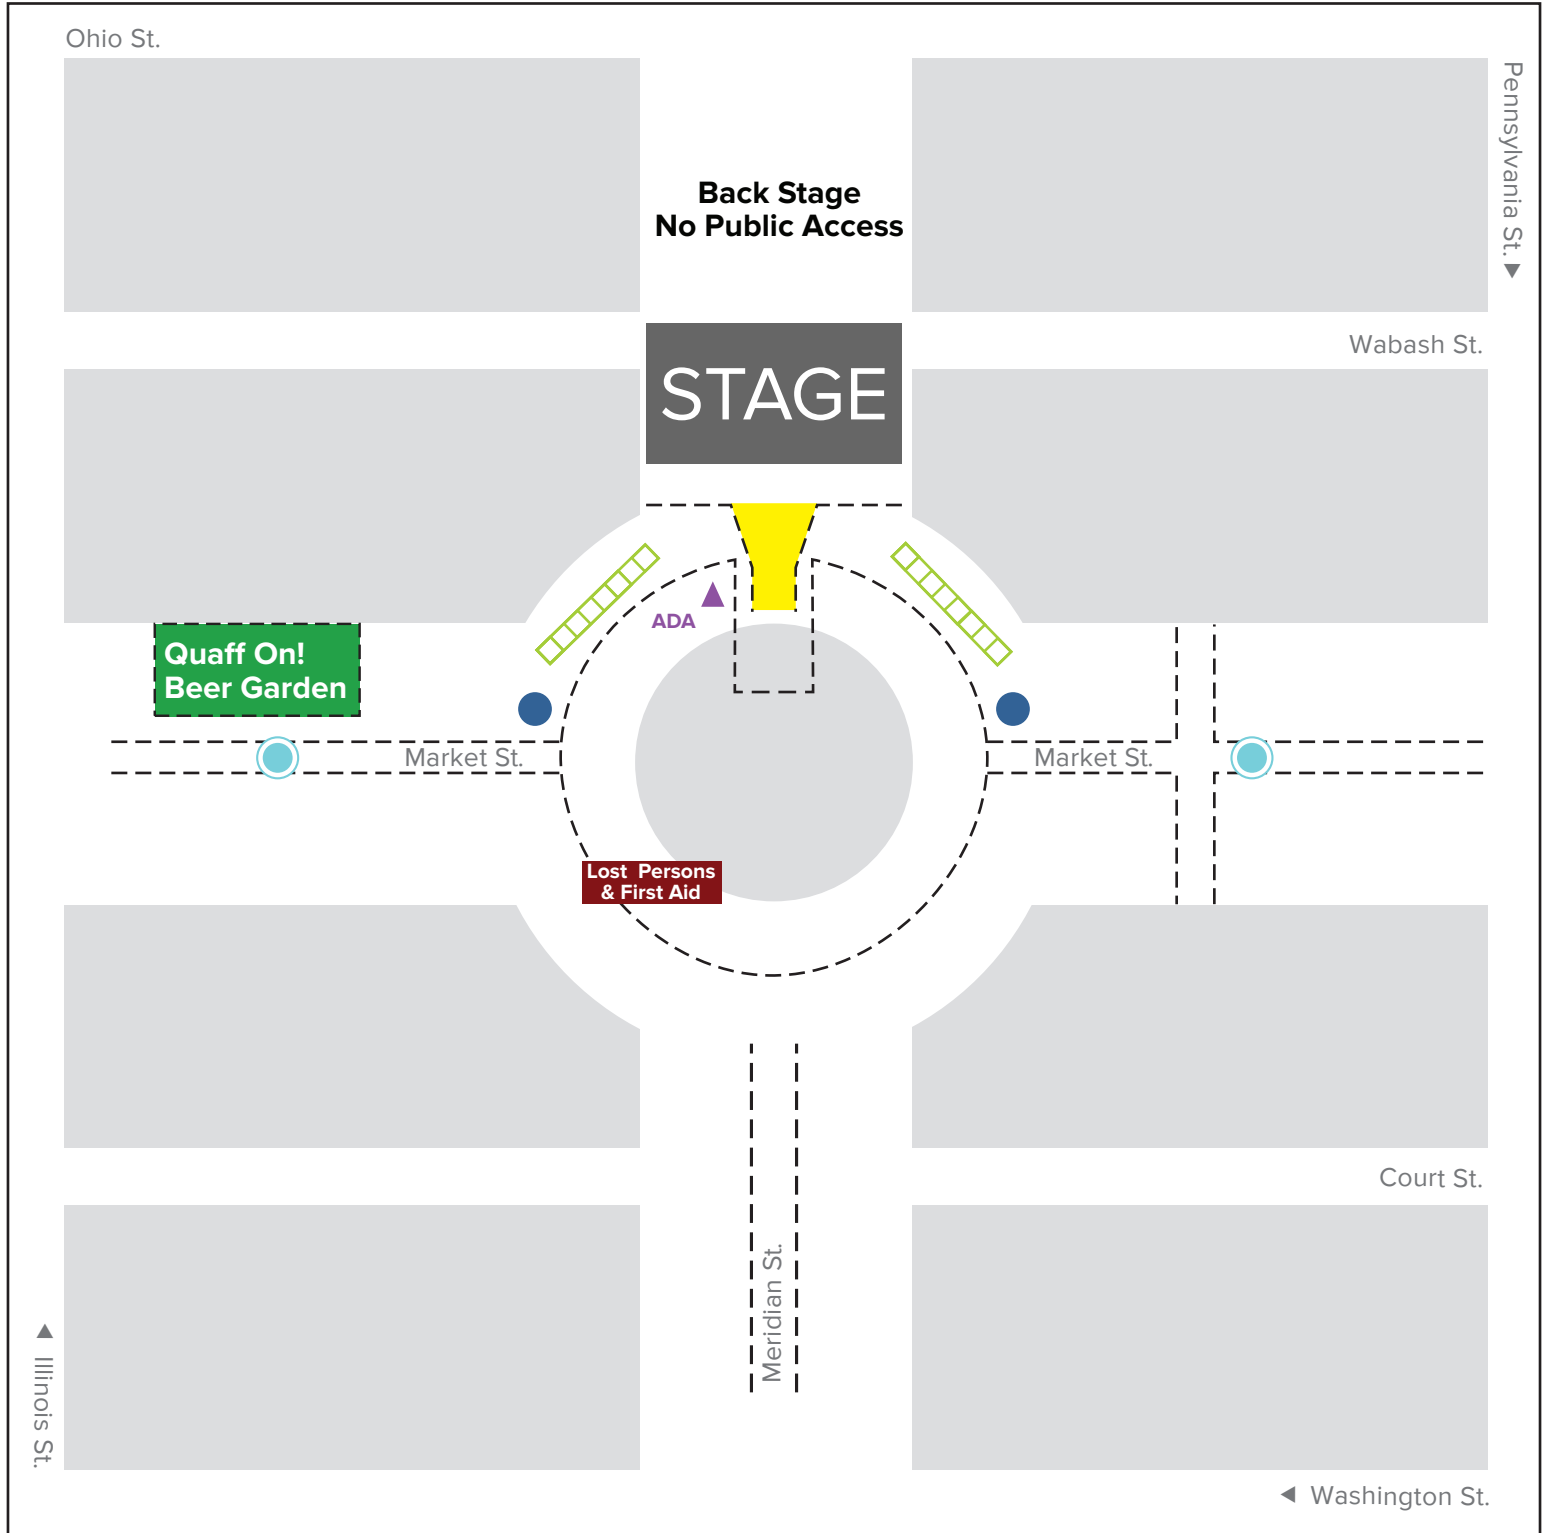 Ohio St.
Pennsylvania St.
Back Stage
No Public Access
Wabash St.
STAGE
ADA
Quaff On!
Beer Garden
Market St.
Market St.
Lost Persons
& First Aid
Court St.
Meridian St.
Illinois St.
Washington St.